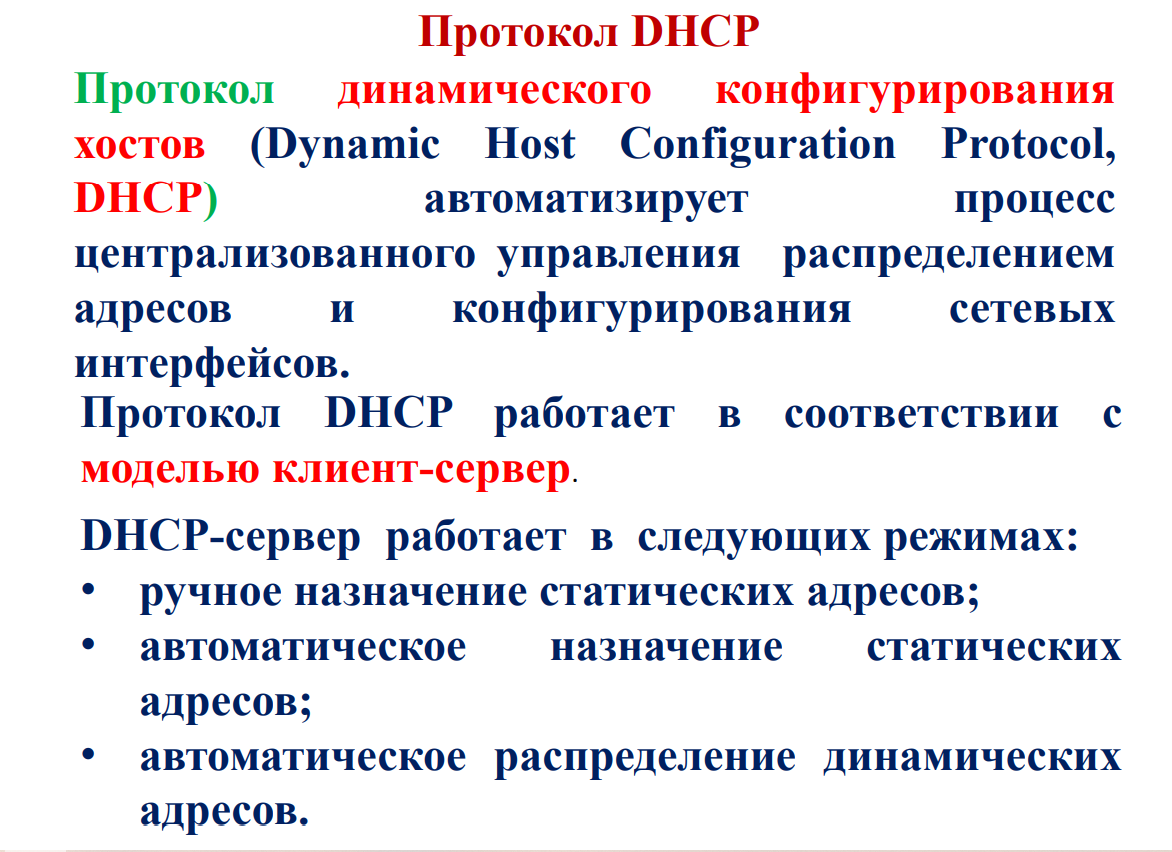 Протокол DHCP
Протокол динамического конфигурирования
хостов (Dynamic Host Configuration Protocol,
DHCP) автоматизирует процесс
централизованного управления распределением
адресов и конфигурирования сетевых
интерфейсов.
Протокол DHCP работает в соответствии с
моделью клиент-сервер.
DHCP-сервер работает в следующих режимах:
• ручное назначение статических адресов;
• автоматическое назначение статических
адресов;
• автоматическое распределение динамических
адресов.